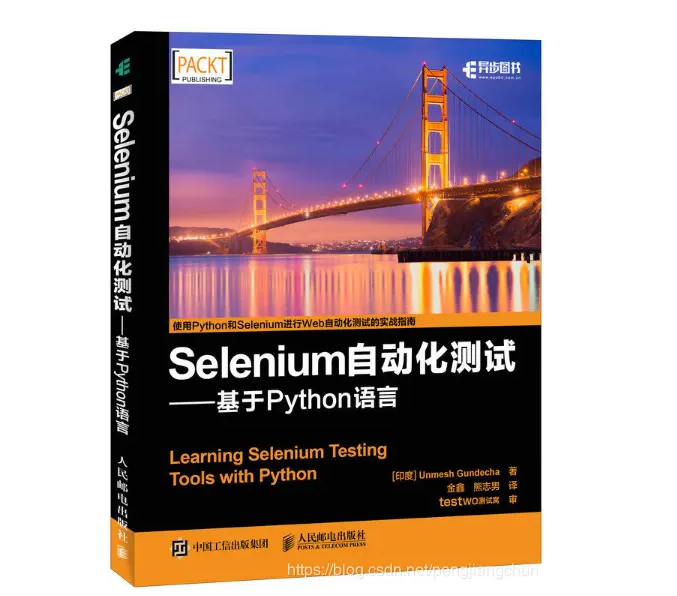 PACKT
PUBLISHING
异步图书
www.epubit.com.cn
PACKT
Selenium自动化测试
——基于Python语言
人民邮电出版社
使用Python和Selenium进行Web自动化测试的实战指南
Selenium自动化测试
——基于Python语言
Learning Selenium Testing
Tools with Python
[印度] Unmesh Gundecha 著
金鑫 熊志男 译
testwo测试窝 审
中国工信出版集团
人民邮电出版社
POSTS & TELECOM PRESS
https://blog.csdn.net/pengjiangchun